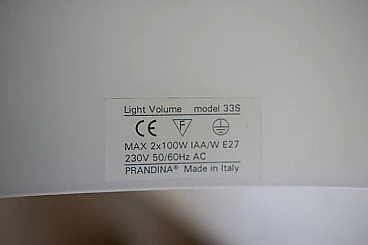 Light Volume model 33S
CE F
MAX 2x100W IAA/W E27
230V 50/60Hz AC
PRANDINA® Made in Italy